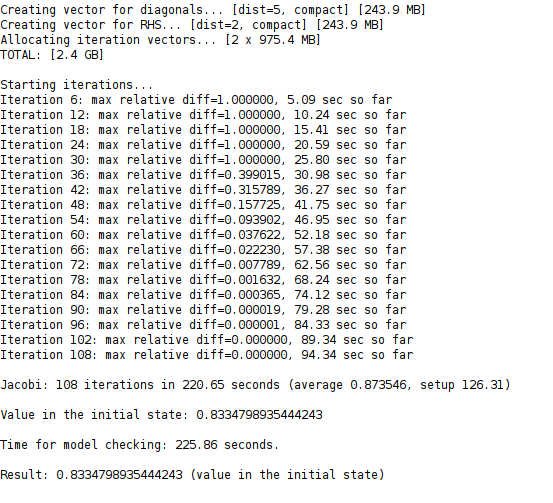 Creating vector for diagonals... [dist=5, compact] [243.9 MB]
Creating vector for RHS... [dist=2, compact] [243.9 MB]
Allocating iteration vectors... [2 x 975.4 MB]
TOTAL: [2.4 GB]
Starting iterations...
Iteration 6: max relative diff=1.000000, 5.09 sec so far
Iteration 12: max relative diff=1.000000, 10.24 sec so far
Iteration 18: max relative diff=1.000000, 15.41 sec so far
Iteration 24: max relative diff=1.000000, 20.59 sec so far
Iteration 30: max relative diff=1.000000, 25.80 sec so far
Iteration 36: max relative diff=0.399015, 30.98 sec so far
Iteration 42: max relative diff=0.315789, 36.27 sec so far
Iteration 48: max relative diff=0.157725, 41.75 sec so far
Iteration 54: max relative diff=0.093902, 46.95 sec so far
Iteration 60: max relative diff=0.037622, 52.18 sec so far
Iteration 66: max relative diff=0.022230, 57.38 sec so far
Iteration 72: max relative diff=0.007789, 62.56 sec so far
Iteration 78: max relative diff=0.001632, 68.24 sec so far
Iteration 84: max relative diff=0.000365, 74.12 sec so far
Iteration 90: max relative diff=0.000019, 79.28 sec so far
Iteration 96: max relative diff=0.000001, 84.33 sec so far
Iteration 102: max relative diff=0.000000, 89.34 sec so far
Iteration 108: max relative diff=0.000000, 94.34 sec so far
Jacobi: 108 iterations in 220.65 seconds (average 0.873546, setup 126.31)
Value in the initial state: 0.8334798935444243
Time for model checking: 225.86 seconds.
Result: 0.8334798935444243 (value in the initial state)